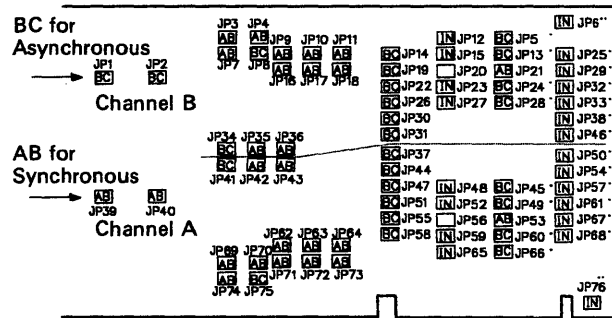 BC for
Asynchronous
JP1 JP2
BC BC
Channel B
AB for
Synchronous
AB AB
JP39 JP40
Channel A
JP3 JP4
AB AB
AB BC
JP7 JP8
JP9 JP10 JP11
AB AB AB
AB AB AB
JP16 JP17 JP18
JP34 JP35 JP36
BC AB AB
BC AB AB
JP41 JP42 JP43
JP62 JP63 JP64
AB AB AB
AB AB AB
JP71 JP72 JP73
JP69 JP70
AB AB
AB BC
JP74 JP75
BC JP14
BC JP19
BC JP22
BC JP26
BC JP30
BC JP31
BC JP37
BC JP44
BC JP47
BC JP51
BC JP55
BC JP58
IN JP12
IN JP15
JP20
IN JP23
IN JP27
IN JP48
IN JP52
JP56
IN JP59
IN JP65
BC JP5
BC JP13
AB JP21
BC JP24
BC JP28
BC JP45
BC JP49
AB JP53
BC JP60
BC JP66
IN JP6
IN JP25
IN JP29
IN JP32
IN JP33
IN JP38
IN JP46
IN JP50
IN JP54
IN JP57
IN JP61
IN JP67
IN JP68
JP76
IN